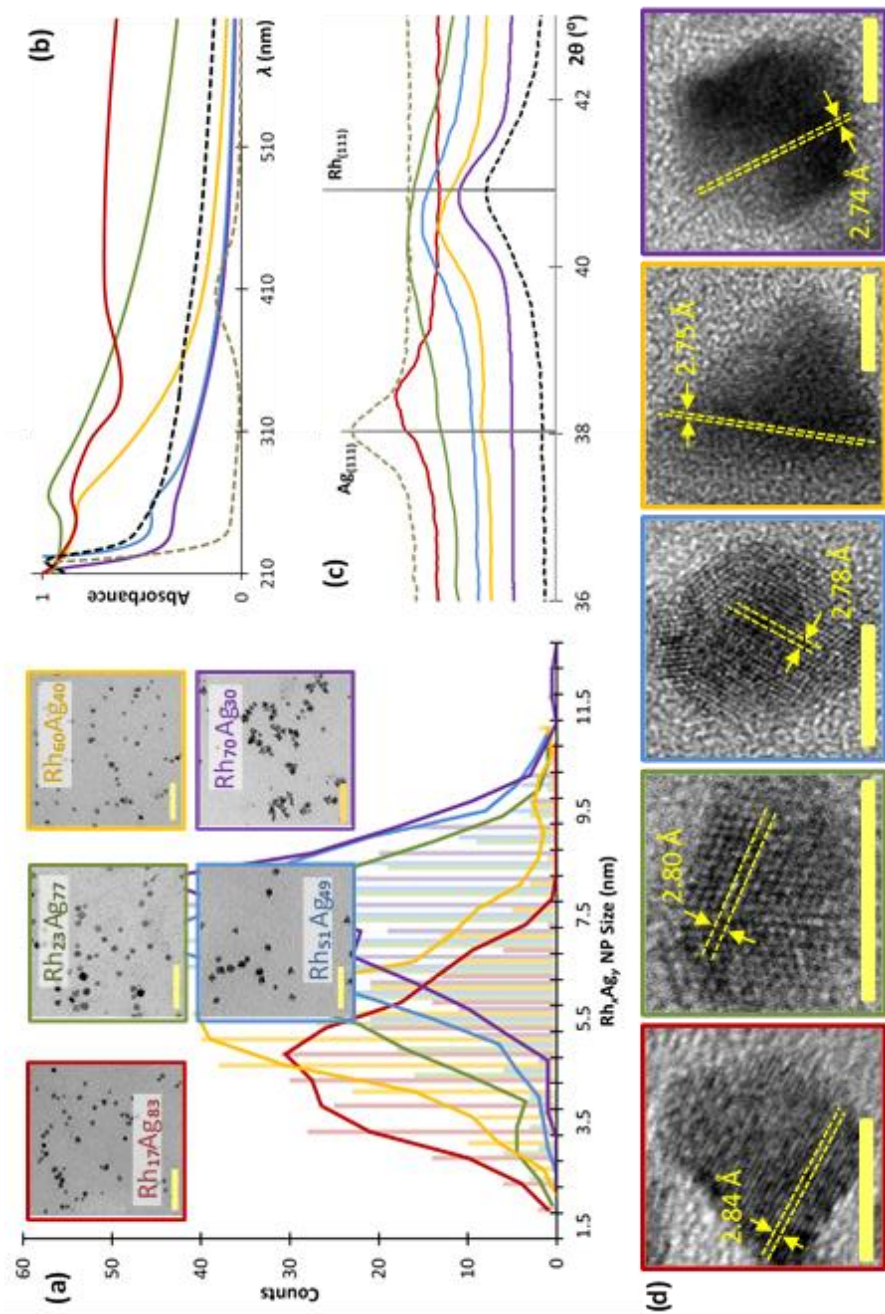 (a)
60
50
40
30
20
10
0
Counts
1.5
3.5
5.5
7.5
9.5
11.5
RhₓAgᵧ NP Size (nm)
Rh₁₇Ag₈₃
Rh₂₃Ag₇₇
Rh₆₀Ag₄₀
Rh₅₁Ag₄₉
Rh₇₀Ag₃₀
(b)
1
Absorbance
0
210
310
410
510
λ (nm)
(c)
Ag₍₁₁₁₎
Rh₍₁₁₁₎
36
38
40
42
2θ (°)
(d)
2.84 Å
2.80 Å
2.78 Å
2.75 Å
2.74 Å